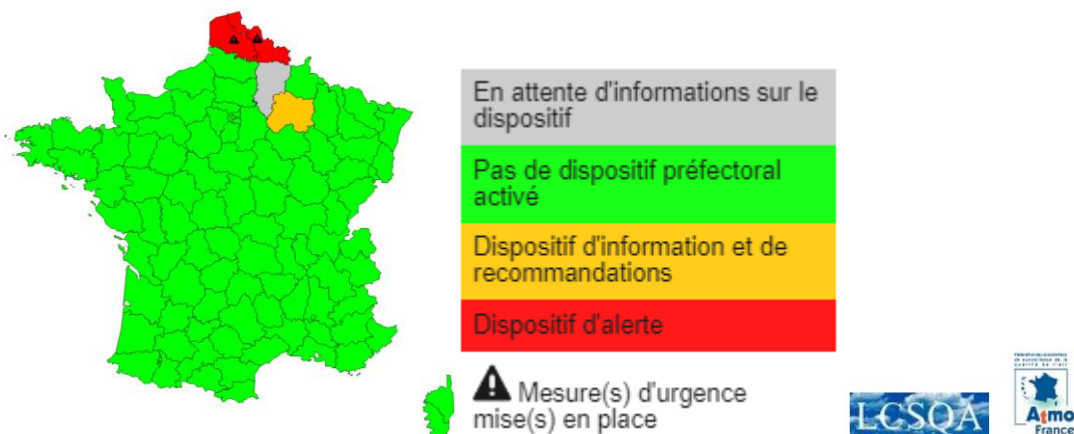 En attente d'informations sur le
dispositif
Pas de dispositif préfectoral
activé
Dispositif d'information et de
recommandations
Dispositif d'alerte
Mesure(s) d'urgence
mise(s) en place
LCSQA
Atmo
France